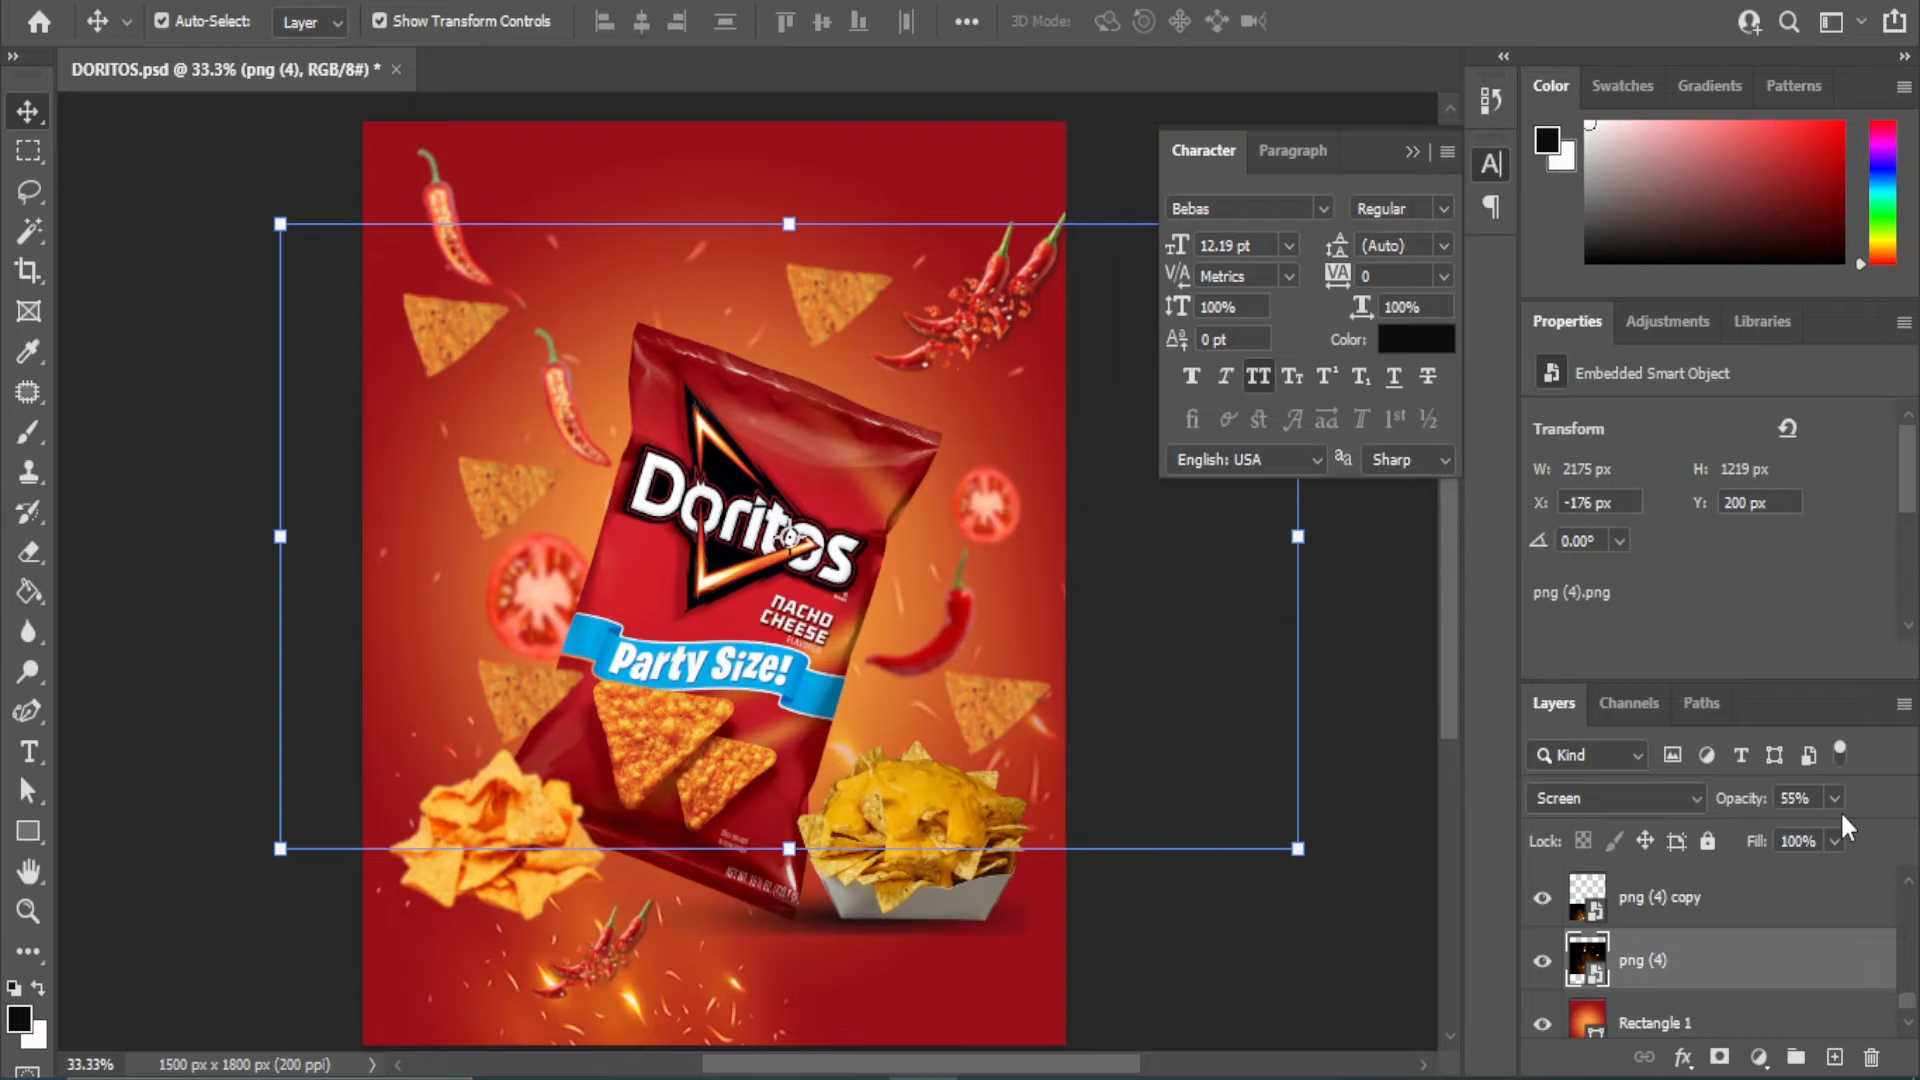 Auto-Select: Layer Show Transform Controls 3D Mode:
DORITOS.psd @ 33.3% (png (4), RGB/8#) *
Doritos
NACHO
CHEESE
FLAVORED
Party Size!
Character Paragraph
Bebas Regular
12.19 pt (Auto)
Metrics 0
100% 100%
0 pt Color:
English: USA Sharp
Color Swatches Gradients Patterns
Properties Adjustments Libraries
Embedded Smart Object
Transform
W: 2175 px H: 1219 px
X: -176 px Y: 200 px
0.00°
png (4).png
Layers Channels Paths
Kind
Screen Opacity: 55%
Lock: Fill: 100%
png (4) copy
png (4)
Rectangle 1
33.33% 1500 px x 1800 px (200 ppi)